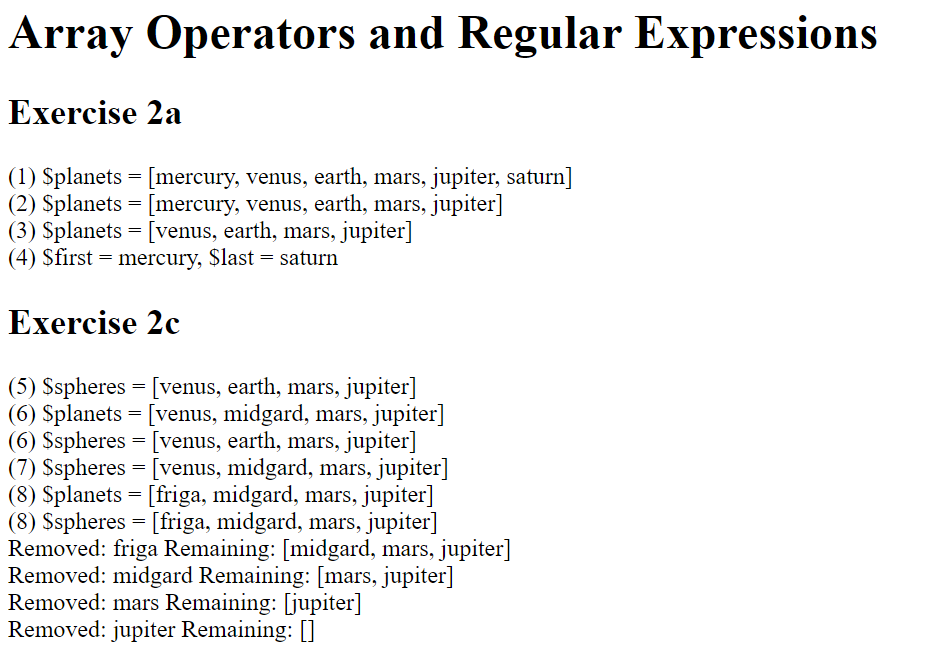 Array Operators and Regular Expressions
Exercise 2a
(1) $planets = [mercury, venus, earth, mars, jupiter, saturn]
(2) $planets = [mercury, venus, earth, mars, jupiter]
(3) $planets = [venus, earth, mars, jupiter]
(4) $first = mercury, $last = saturn
Exercise 2c
(5) $spheres = [venus, earth, mars, jupiter]
(6) $planets = [venus, midgard, mars, jupiter]
(6) $spheres = [venus, earth, mars, jupiter]
(7) $spheres = [venus, midgard, mars, jupiter]
(8) $planets = [friga, midgard, mars, jupiter]
(8) $spheres = [friga, midgard, mars, jupiter]
Removed: friga Remaining: [midgard, mars, jupiter]
Removed: midgard Remaining: [mars, jupiter]
Removed: mars Remaining: [jupiter]
Removed: jupiter Remaining: []